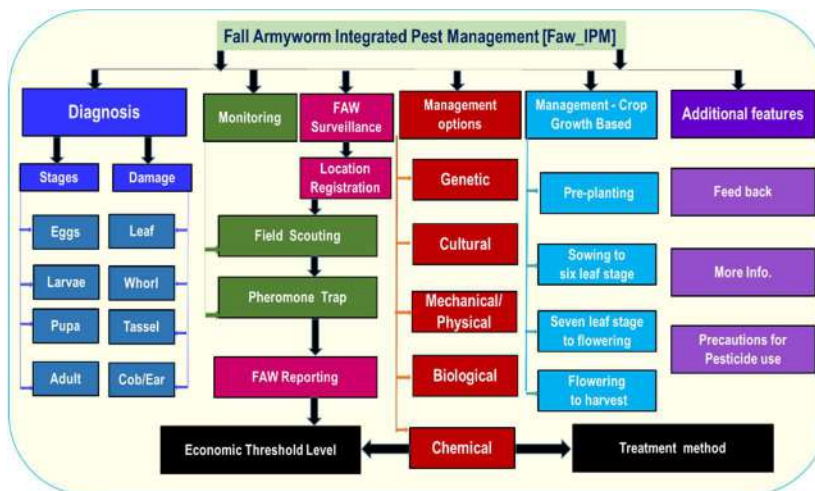 Fall Armyworm Integrated Pest Management [Faw_IPM]
Diagnosis
Monitoring
FAW
Surveillance
Management
options
Management - Crop
Growth Based
Additional features
Stages
Damage
Location
Registration
Eggs
Leaf
Larvae
Whorl
Pupa
Tassel
Adult
Cob/Ear
Field Scouting
Pheromone Trap
FAW Reporting
Economic Threshold Level
Genetic
Cultural
Mechanical/
Physical
Biological
Chemical
Treatment method
Pre-planting
Sowing to
six leaf stage
Seven leaf stage
to flowering
Flowering
to harvest
Feed back
More Info.
Precautions for
Pesticide use